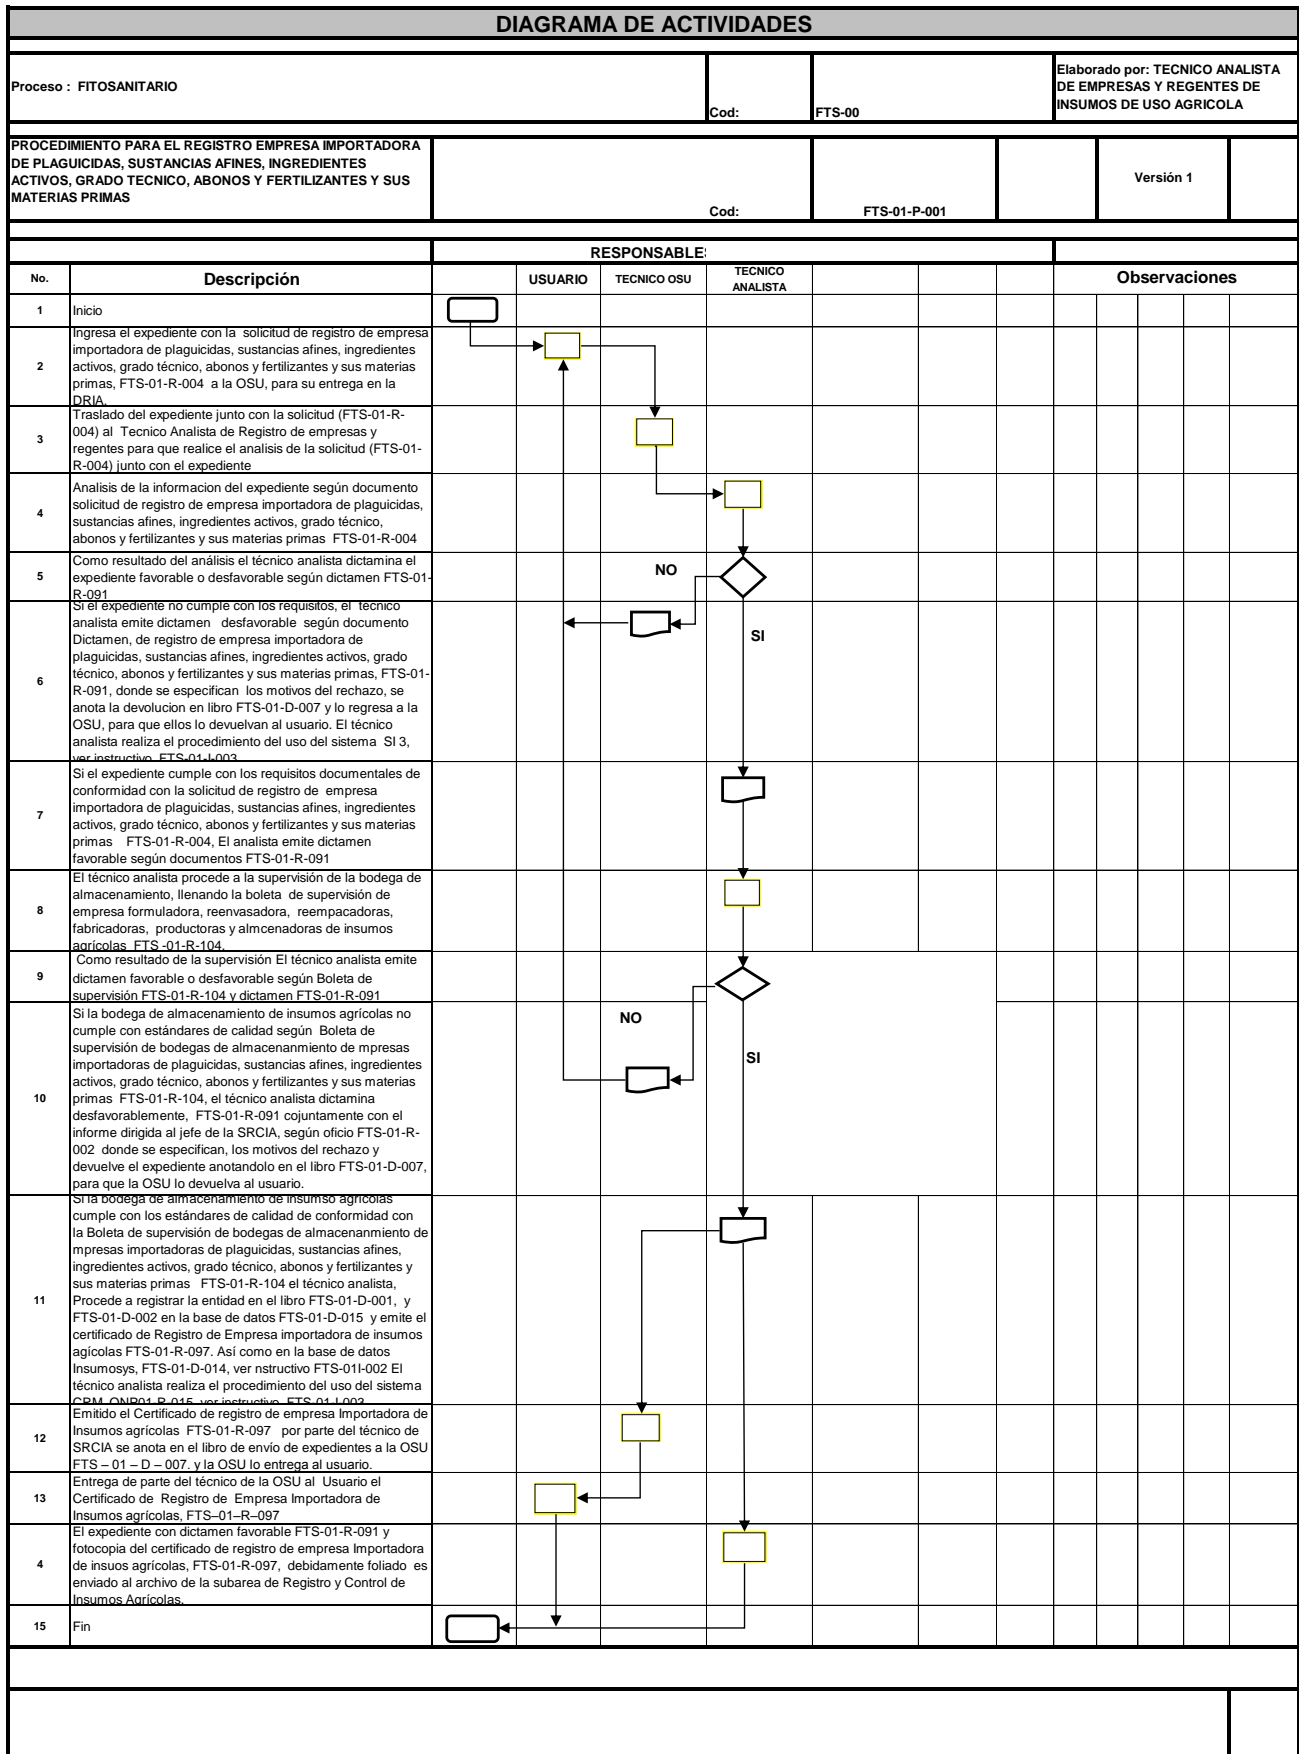 DIAGRAMA DE ACTIVIDADES
Proceso : FITOSANITARIO
Cod:
FTS-00
Elaborado por: TECNICO ANALISTA
DE EMPRESAS Y REGENTES DE
INSUMOS DE USO AGRICOLA
PROCEDIMIENTO PARA EL REGISTRO EMPRESA IMPORTADORA
DE PLAGUICIDAS, SUSTANCIAS AFINES, INGREDIENTES
ACTIVOS, GRADO TECNICO, ABONOS Y FERTILIZANTES Y SUS
MATERIAS PRIMAS
Cod:
FTS-01-P-001
Versión 1
RESPONSABLES
No.
Descripción
USUARIO
TECNICO OSU
TECNICO
ANALISTA
Observaciones
1
Inicio
2
Ingresa el expediente con la solicitud de registro de empresa
importadora de plaguicidas, sustancias afines, ingredientes
activos, grado técnico, abonos y fertilizantes y sus materias
primas, FTS-01-R-004 a la OSU, para su entrega en la
DRIA.
3
Traslado del expediente junto con la solicitud (FTS-01-R-
004) al Tecnico Analista de Registro de empresas y
regentes para que realice el analisis de la solicitud (FTS-01-
R-004) junto con el expediente
4
Analisis de la informacion del expediente según documento
solicitud de registro de empresa importadora de plaguicidas,
sustancias afines, ingredientes activos, grado técnico,
abonos y fertilizantes y sus materias primas FTS-01-R-004
5
Como resultado del análisis el técnico analista dictamina el
expediente favorable o desfavorable según dictamen FTS-01-
R-091
NO
SI
6
Si el expediente no cumple con los requisitos, el tecnico
analista emite dictamen desfavorable según documento
Dictamen, de registro de empresa importadora de
plaguicidas, sustancias afines, ingredientes activos, grado
técnico, abonos y fertilizantes y sus materias primas, FTS-01-
R-091, donde se especifican los motivos del rechazo, se
anota la devolucion en libro FTS-01-D-007 y lo regresa a la
OSU, para que ellos lo devuelvan al usuario. El técnico
analista realiza el procedimiento del uso del sistema SI 3,
ver instructivo FTS-01-I-003
7
Si el expediente cumple con los requisitos documentales de
conformidad con la solicitud de registro de empresa
importadora de plaguicidas, sustancias afines, ingredientes
activos, grado técnico, abonos y fertilizantes y sus materias
primas FTS-01-R-004, El analista emite dictamen
favorable según documentos FTS-01-R-091
8
El técnico analista procede a la supervisión de la bodega de
almacenamiento, llenando la boleta de supervisión de
empresa formuladora, reenvasadora, reempacadoras,
fabricadoras, productoras y almcenadoras de insumos
agrícolas FTS -01-R-104.
9
Como resultado de la supervisión El técnico analista emite
dictamen favorable o desfavorable según Boleta de
supervisión FTS-01-R-104 y dictamen FTS-01-R-091
NO
SI
10
Si la bodega de almacenamiento de insumos agrícolas no
cumple con estándares de calidad según Boleta de
supervisión de bodegas de almacenanmiento de mpresas
importadoras de plaguicidas, sustancias afines, ingredientes
activos, grado técnico, abonos y fertilizantes y sus materias
primas FTS-01-R-104, el técnico analista dictamina
desfavorablemente, FTS-01-R-091 cojuntamente con el
informe dirigida al jefe de la SRCIA, según oficio FTS-01-R-
002 donde se especifican, los motivos del rechazo y
devuelve el expediente anotandolo en el libro FTS-01-D-007,
para que la OSU lo devuelva al usuario.
11
Si la bodega de almacenamiento de insumso agrícolas
cumple con los estándares de calidad de conformidad con
la Boleta de supervisión de bodegas de almacenanmiento de
mpresas importadoras de plaguicidas, sustancias afines,
ingredientes activos, grado técnico, abonos y fertilizantes y
sus materias primas FTS-01-R-104 el técnico analista,
Procede a registrar la entidad en el libro FTS-01-D-001, y
FTS-01-D-002 en la base de datos FTS-01-D-015 y emite el
certificado de Registro de Empresa importadora de insumos
agícolas FTS-01-R-097. Así como en la base de datos
Insumosys, FTS-01-D-014, ver nstructivo FTS-01I-002 El
técnico analista realiza el procedimiento del uso del sistema
CRM ONP01-R-015, ver instructivo FTS-01-I-003
12
Emitido el Certificado de registro de empresa Importadora de
Insumos agrícolas FTS-01-R-097 por parte del técnico de
SRCIA se anota en el libro de envío de expedientes a la OSU
FTS – 01 – D – 007. y la OSU lo entrega al usuario.
13
Entrega de parte del técnico de la OSU al Usuario el
Certificado de Registro de Empresa Importadora de
Insumos agrícolas, FTS–01–R–097
4
El expediente con dictamen favorable FTS-01-R-091 y
fotocopia del certificado de registro de empresa Importadora
de insuos agrícolas, FTS-01-R-097, debidamente foliado es
enviado al archivo de la subarea de Registro y Control de
Insumos Agrícolas.
15
Fin